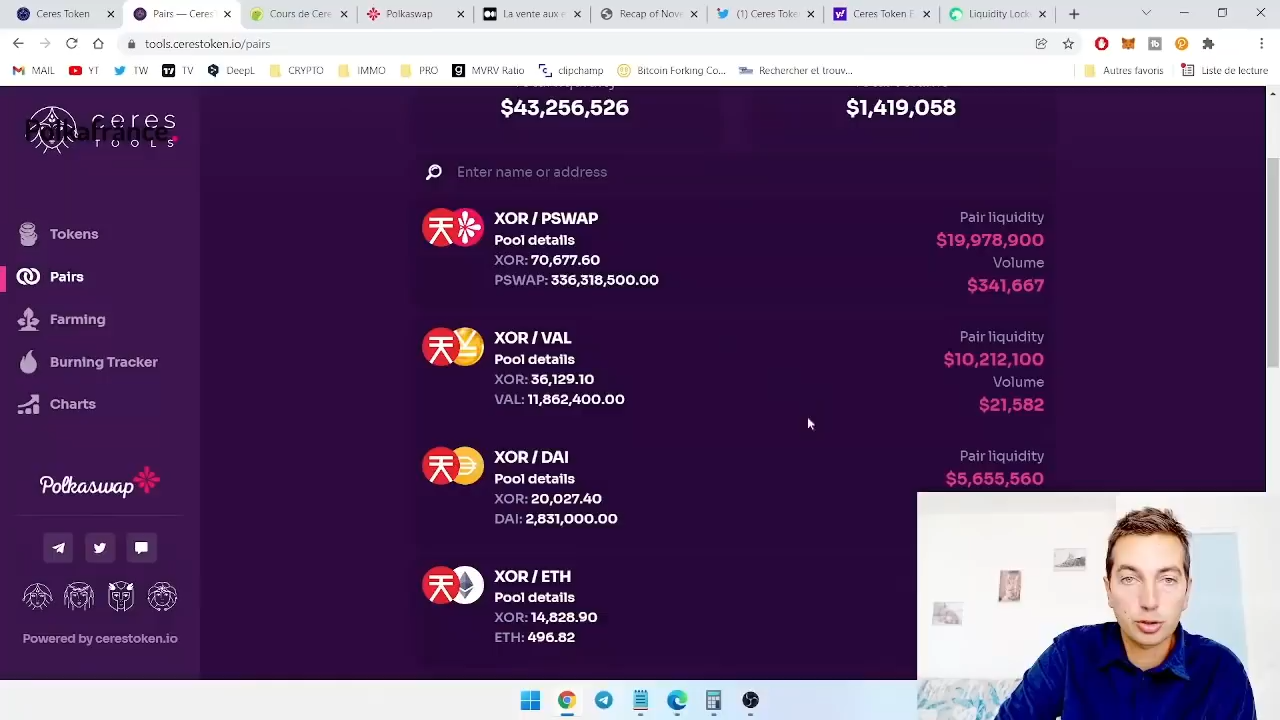 Ceres
Pairs — Ceres
Cours de Ceres
Polkaswap
La vente aux e
Recap of Nove
(1) Ceres Toke
Ceres Token E
Liquidity Lock
tools.cerestoken.io/pairs
MAIL
YT
TW
TV
DeepL
CRYPTO
IMMO
PRO
MVRV Ratio
clipchamp
Bitcoin Forking Co...
Rechercher et trouv...
Autres favoris
Liste de lecture
ceres
TOOLS
Polkafrance.
Tokens
Pairs
Farming
Burning Tracker
Charts
Polkaswap
Powered by cerestoken.io
$43,256,526
$1,419,058
Enter name or address
XOR / PSWAP
Pool details
XOR: 70,677.60
PSWAP: 336,318,500.00
Pair liquidity
$19,978,900
Volume
$341,667
XOR / VAL
Pool details
XOR: 36,129.10
VAL: 11,862,400.00
Pair liquidity
$10,212,100
Volume
$21,582
XOR / DAI
Pool details
XOR: 20,027.40
DAI: 2,831,000.00
Pair liquidity
$5,655,560
XOR / ETH
Pool details
XOR: 14,828.90
ETH: 496.82